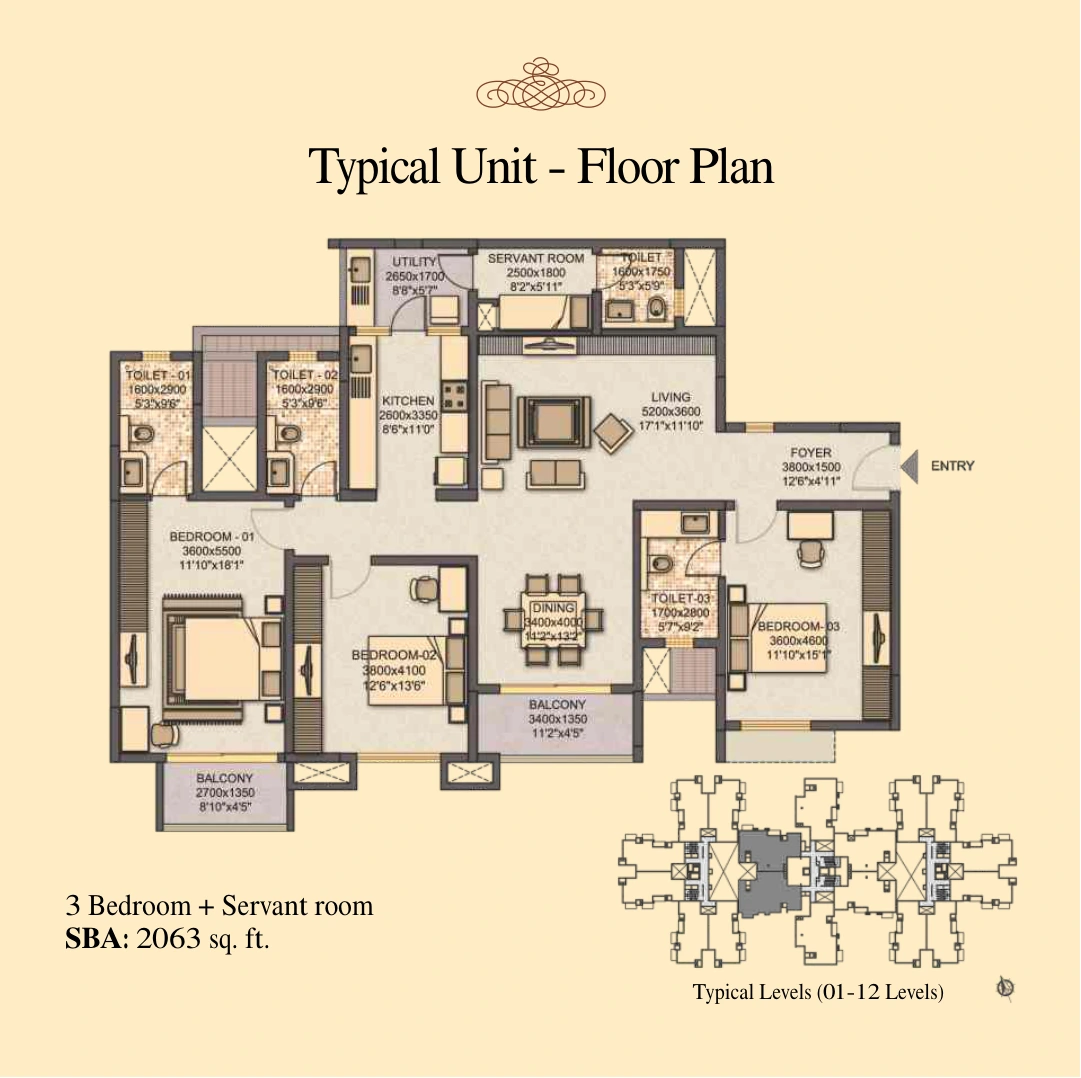 Typical Unit - Floor Plan
UTILITY
2650x1700
8'8"x5'7"
SERVANT ROOM
2500x1800
8'2"x5'11"
TOILET
1600x1750
5'3"x5'9"
TOILET - 01
1600x2900
5'3"x9'6"
TOILET - 02
1600x2900
5'3"x9'6"
KITCHEN
2600x3350
8'6"x11'0"
LIVING
5200x3600
17'1"x11'10"
FOYER
3800x1500
12'6"x4'11"
ENTRY
BEDROOM - 01
3600x5500
11'10"x18'1"
BEDROOM-02
3800x4100
12'6"x13'6"
DINING
3400x4000
11'2"x13'2"
TOILET-03
1700x2800
5'7"x9'2"
BEDROOM- 03
3600x4600
11'10"x15'1"
BALCONY
3400x1350
11'2"x4'5"
BALCONY
2700x1350
8'10"x4'5"
3 Bedroom + Servant room
SBA: 2063 sq. ft.
Typical Levels (01-12 Levels)